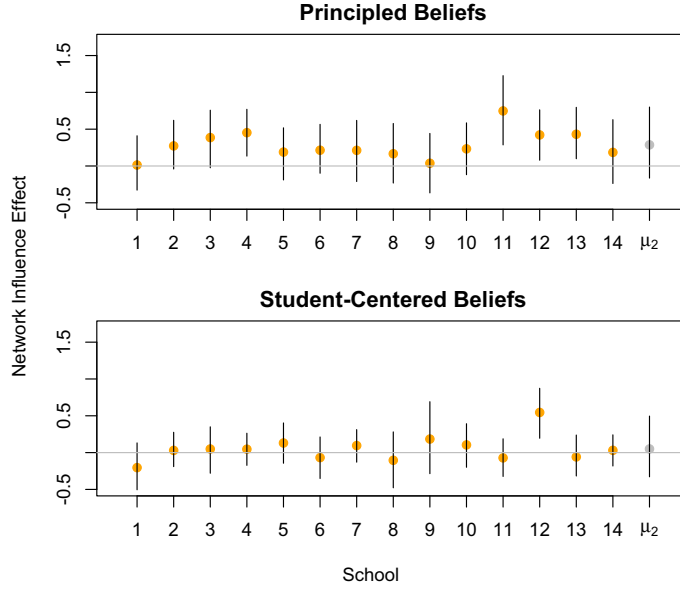 Principled Beliefs
1.5
0.5
-0.5
1 2 3 4 5 6 7 8 9 10 11 12 13 14 μ₂
Network Influence Effect
Student-Centered Beliefs
1.5
0.5
-0.5
1 2 3 4 5 6 7 8 9 10 11 12 13 14 μ₂
School